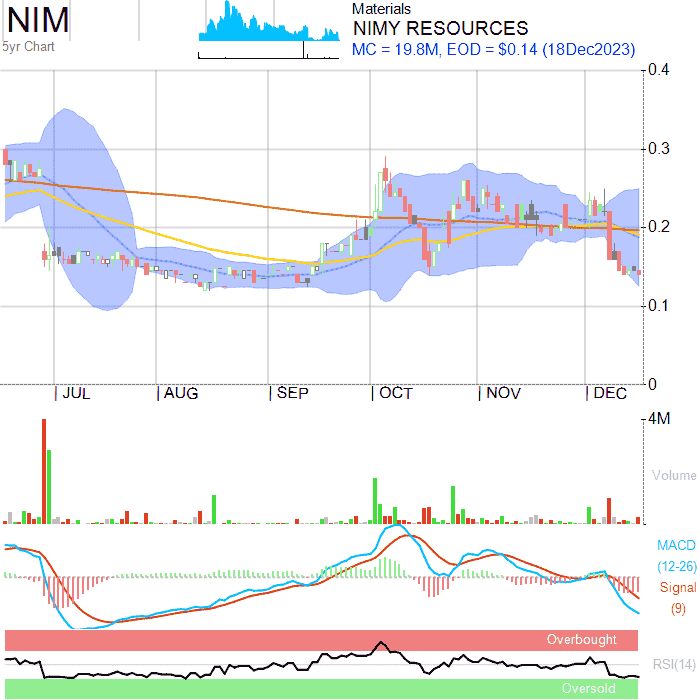 NIM
5yr Chart
Materials
NIMY RESOURCES
MC = 19.8M, EOD = $0.14 (18Dec2023)
0.4
0.3
0.2
0.1
0
JUL AUG SEP OCT NOV DEC
4M
Volume
MACD
(12-26)
Signal
(9)
Overbought
RSI(14)
Oversold